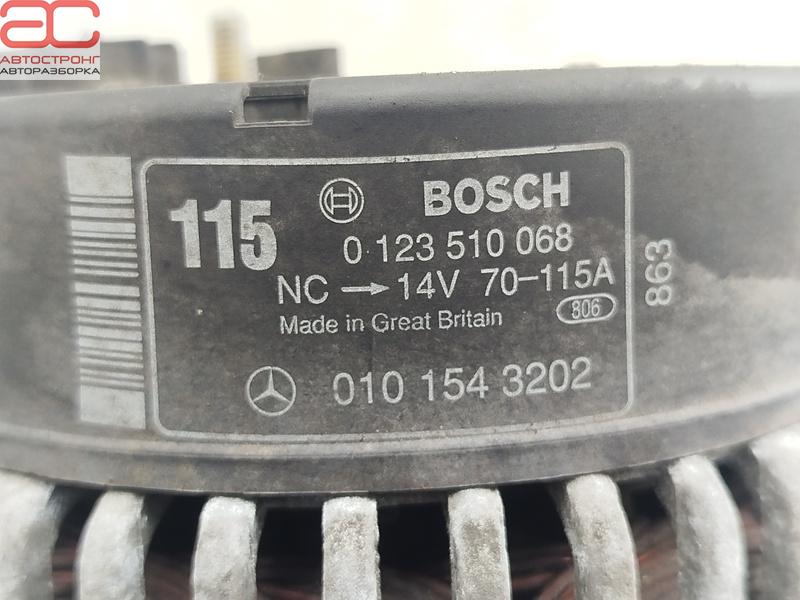 АС
АВТОСТРОНГ
АВТОРАЗБОРКА
115
BOSCH
0 123 510 068
NC → 14V 70-115A
Made in Great Britain
806
863
010 154 3202